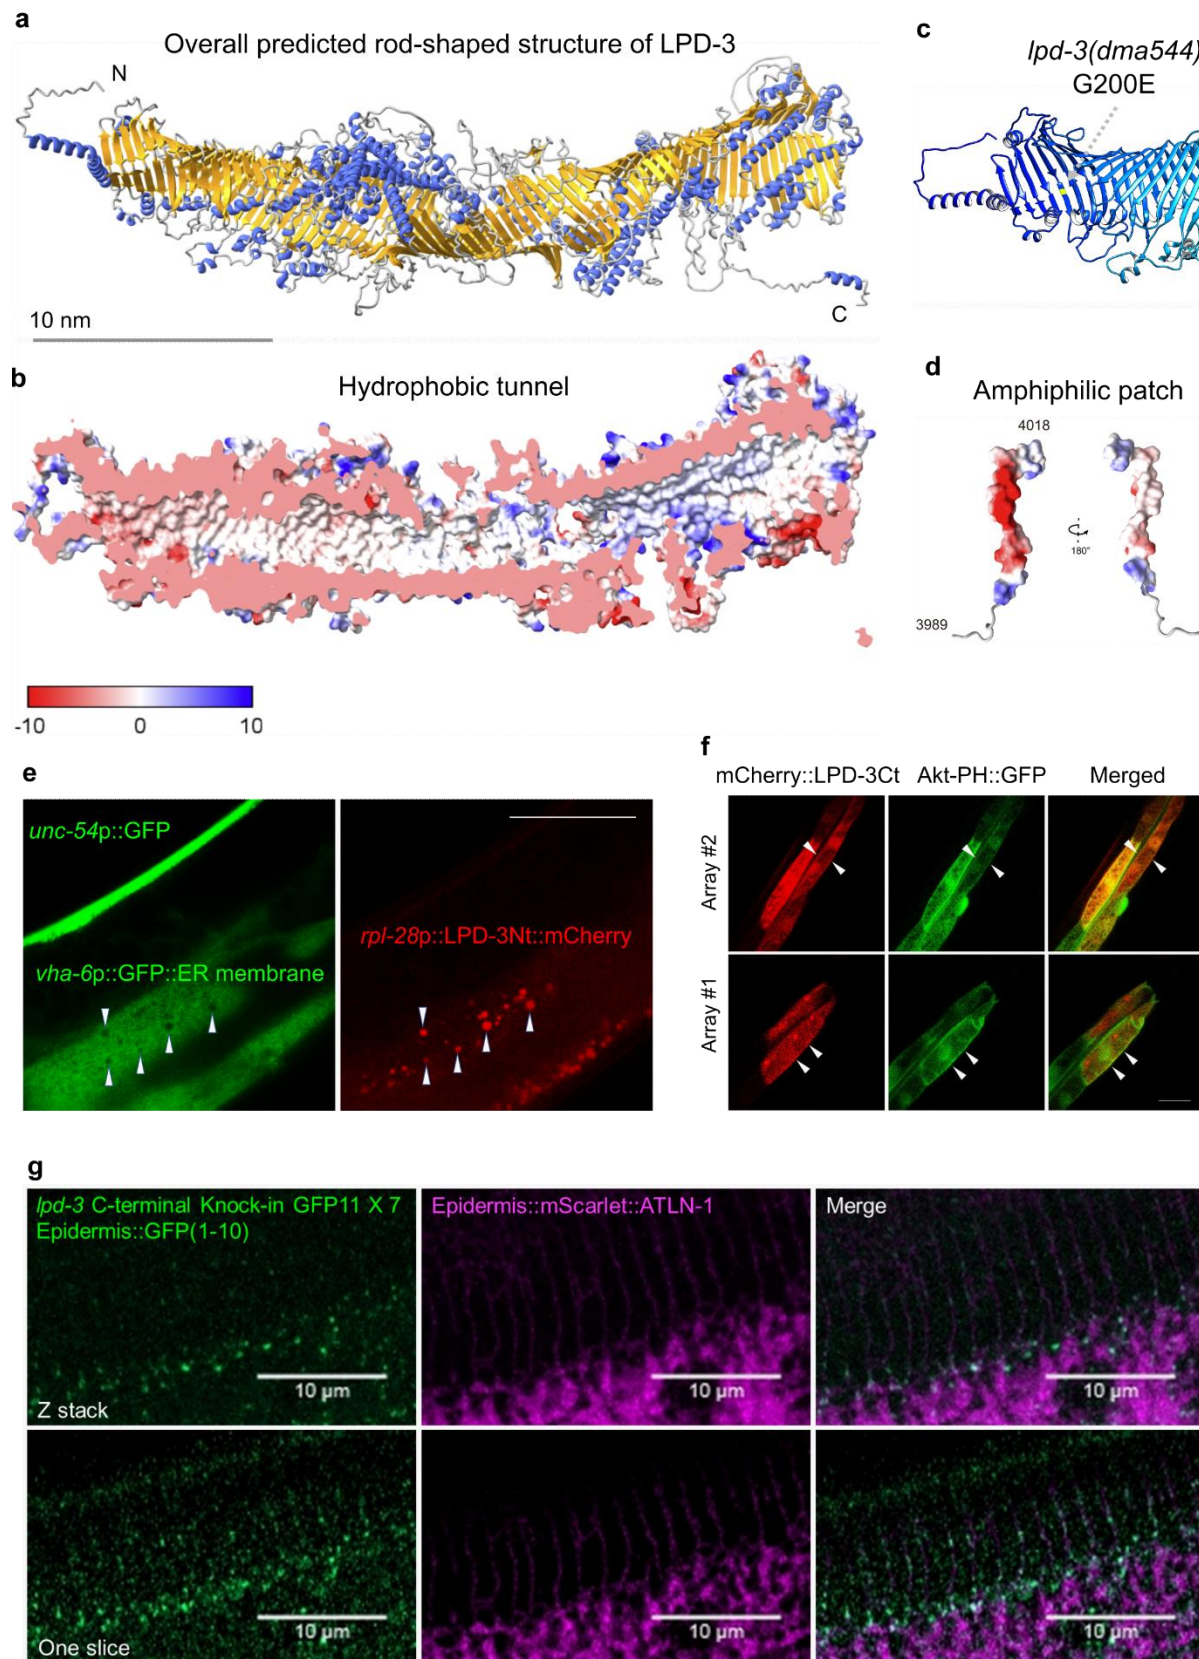 a
Overall predicted rod-shaped structure of LPD-3
N
C
10 nm
b
Hydrophobic tunnel
-10 0 10
c
lpd-3(dma544)
G200E
d
Amphiphilic patch
4018
180°
3989
e
unc-54p::GFP
vha-6p::GFP::ER membrane
rpl-28p::LPD-3Nt::mCherry
f
mCherry::LPD-3Ct Akt-PH::GFP Merged
Array #2
Array #1
g
lpd-3 C-terminal Knock-in GFP11 X 7
Epidermis::GFP(1-10)
Epidermis::mScarlet::ATLN-1
Merge
10 µm
10 µm
10 µm
Z stack
10 µm
10 µm
10 µm
One slice